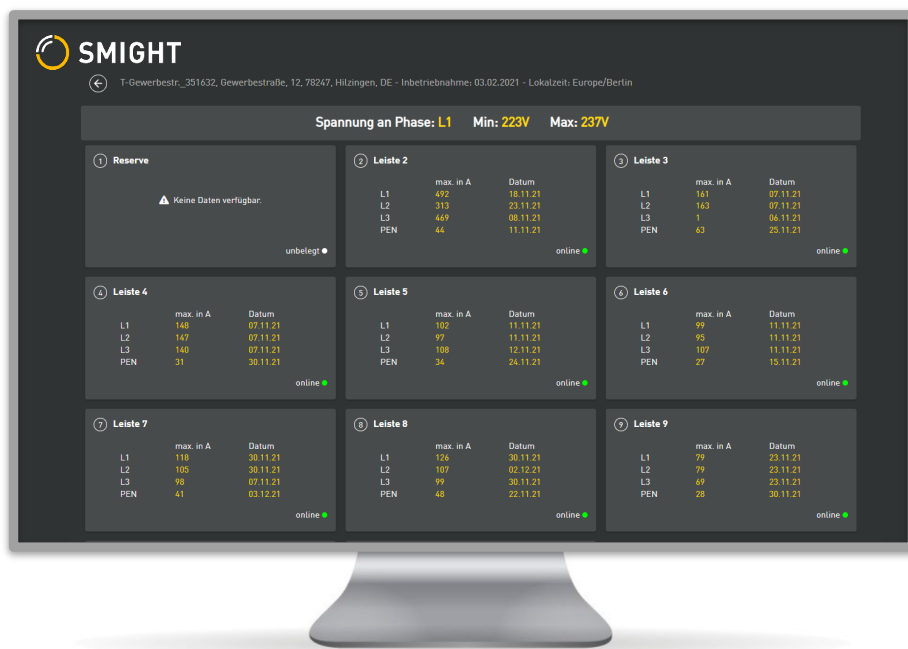 SMIGHT
T-Gewerbestr._351632, Gewerbestraße, 12, 78247, Hilzingen, DE - Inbetriebnahme: 03.02.2021 - Lokalzeit: Europe/Berlin
Spannung an Phase: L1 Min: 223V Max: 237V
1 Reserve
Keine Daten verfügbar.
unbelegt
2 Leiste 2
max. in A Datum
L1 492 18.11.21
L2 313 23.11.21
L3 469 08.11.21
PEN 44 11.11.21
online
3 Leiste 3
max. in A Datum
L1 161 07.11.21
L2 163 07.11.21
L3 1 06.11.21
PEN 63 25.11.21
online
4 Leiste 4
max. in A Datum
L1 148 07.11.21
L2 147 07.11.21
L3 140 07.11.21
PEN 31 30.11.21
online
5 Leiste 5
max. in A Datum
L1 102 11.11.21
L2 97 11.11.21
L3 108 12.11.21
PEN 34 24.11.21
online
6 Leiste 6
max. in A Datum
L1 99 11.11.21
L2 95 11.11.21
L3 107 11.11.21
PEN 27 15.11.21
online
7 Leiste 7
max. in A Datum
L1 118 30.11.21
L2 105 30.11.21
L3 98 07.11.21
PEN 41 03.12.21
online
8 Leiste 8
max. in A Datum
L1 126 30.11.21
L2 107 02.12.21
L3 99 30.11.21
PEN 48 22.11.21
online
9 Leiste 9
max. in A Datum
L1 79 23.11.21
L2 79 23.11.21
L3 69 23.11.21
PEN 28 30.11.21
online